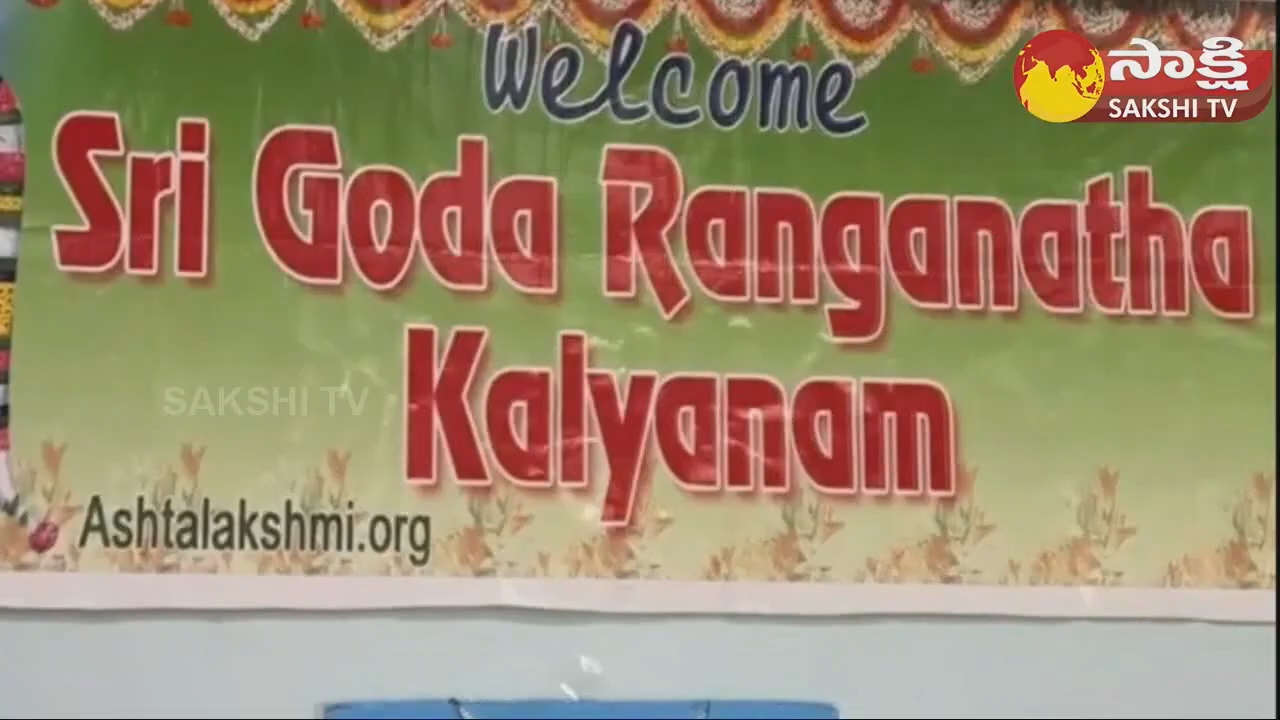 Welcome
సాక్షి
SAKSHI TV
Sri Goda Ranganatha
Kalyanam
SAKSHI TV
Ashtalakshmi.org